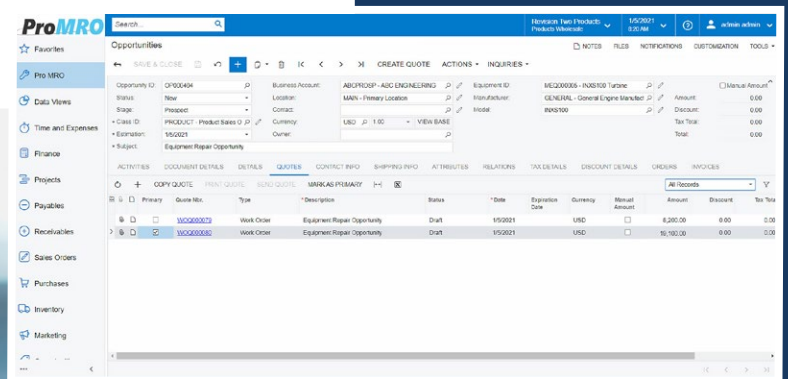 ProMRO
Search...
Revision Two Products
Products Wholesale
1/5/2021
8:20 AM
admin admin
Favorites
Pro MRO
Data Views
Time and Expenses
Finance
Projects
Payables
Receivables
Sales Orders
Purchases
Inventory
Marketing
Opportunities
NOTES FILES NOTIFICATIONS CUSTOMIZATION TOOLS
SAVE & CLOSE CREATE QUOTE ACTIONS INQUIRIES
Opportunity ID: OP000404 Business Account: ABCPROSP - ABC ENGINEERING Equipment ID: MEQ000005 - INXS100 Turbine Manual Amount
Status: New Location: MAIN - Primary Location Manufacturer: GENERAL - General Engine Manufact Amount: 0.00
Stage: Prospect Contact: Model: INXS100 Discount: 0.00
* Class ID: PRODUCT - Product Sales O Currency: USD 1.00 VIEW BASE Tax Total: 0.00
* Estimation: 1/5/2021 Owner: Total: 0.00
* Subject: Equipment Repair Opportunity
ACTIVITIES DOCUMENT DETAILS DETAILS QUOTES CONTACT INFO SHIPPING INFO ATTRIBUTES RELATIONS TAX DETAILS DISCOUNT DETAILS ORDERS INVOICES
COPY QUOTE PRINT QUOTE SEND QUOTE MARK AS PRIMARY All Records
Primary Quote Nbr. Type * Description Status * Date Expiration Date Currency Manual Amount Amount Discount Tax Tota
WOQ000079 Work Order Equipment Repair Opportunity Draft 1/5/2021 USD 8,200.00 0.00 0.00
WOQ000080 Work Order Equipment Repair Opportunity Draft 1/5/2021 USD 19,100.00 0.00 0.00